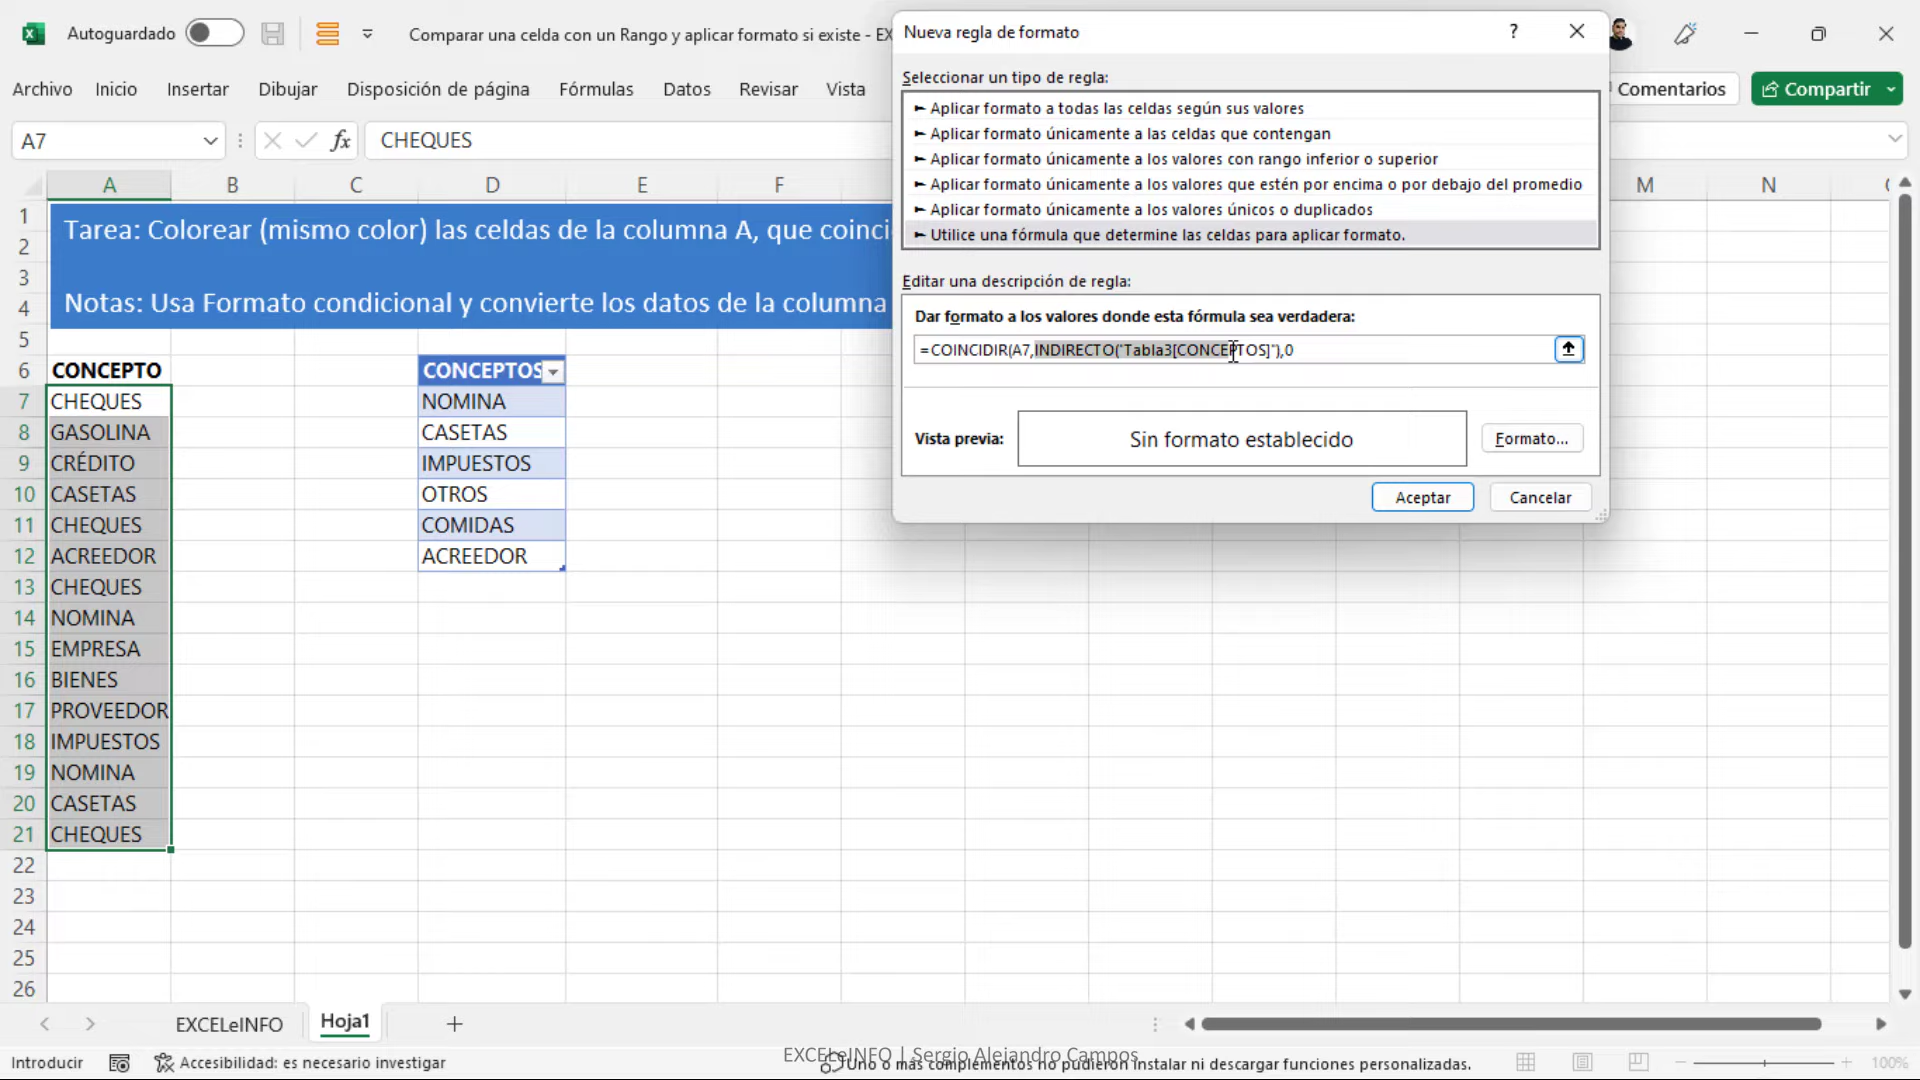 Autoguardado
Comparar una celda con un Rango y aplicar formato si existe - EX
Archivo Inicio Insertar Dibujar Disposición de página Fórmulas Datos Revisar Vista
Comentarios Compartir
A7 fx CHEQUES
A B C D E F M N
1 Tarea: Colorear (mismo color) las celdas de la columna A, que coinci
2
3
4 Notas: Usa Formato condicional y convierte los datos de la columna
5
6 CONCEPTO CONCEPTOS
7 CHEQUES NOMINA
8 GASOLINA CASETAS
9 CRÉDITO IMPUESTOS
10 CASETAS OTROS
11 CHEQUES COMIDAS
12 ACREEDOR ACREEDOR
13 CHEQUES
14 NOMINA
15 EMPRESA
16 BIENES
17 PROVEEDOR
18 IMPUESTOS
19 NOMINA
20 CASETAS
21 CHEQUES
22
23
24
25
26
Nueva regla de formato ?
Seleccionar un tipo de regla:
► Aplicar formato a todas las celdas según sus valores
► Aplicar formato únicamente a las celdas que contengan
► Aplicar formato únicamente a los valores con rango inferior o superior
► Aplicar formato únicamente a los valores que estén por encima o por debajo del promedio
► Aplicar formato únicamente a los valores únicos o duplicados
► Utilice una fórmula que determine las celdas para aplicar formato.
Editar una descripción de regla:
Dar formato a los valores donde esta fórmula sea verdadera:
=COINCIDIR(A7,INDIRECTO("Tabla3[CONCEPTOS]"),0
Vista previa: Sin formato establecido Formato...
Aceptar Cancelar
EXCELeINFO Hoja1
EXCELeINFO | Sergio Alejandro Campos
Introducir Accesibilidad: es necesario investigar Uno o más complementos no pudieron instalar ni descargar funciones personalizadas. 100%